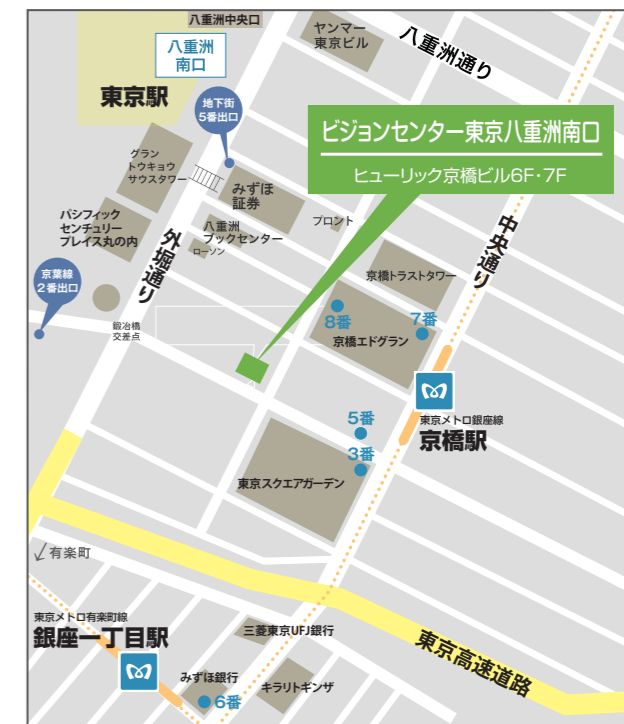 八重洲中央口
八重洲
南口
東京駅
ヤンマー
東京ビル
八重洲通り
地下街
5番出口
ビジョンセンター東京八重洲南口
ヒューリック京橋ビル6F・7F
グラン
トウキョウ
サウスタワー
みずほ
証券
パシフィック
センチュリー
プレイス丸の内
八重洲
ブックセンター
ローソン
プロント
外堀通り
中央通り
京橋トラストタワー
京葉線
2番出口
鍛冶橋
交差点
8番
7番
京橋エドグラン
東京メトロ銀座線
京橋駅
5番
3番
東京スクエアガーデン
有楽町
東京メトロ有楽町線
銀座一丁目駅
三菱東京UFJ銀行
東京高速道路
みずほ銀行
キラリトギンザ
6番